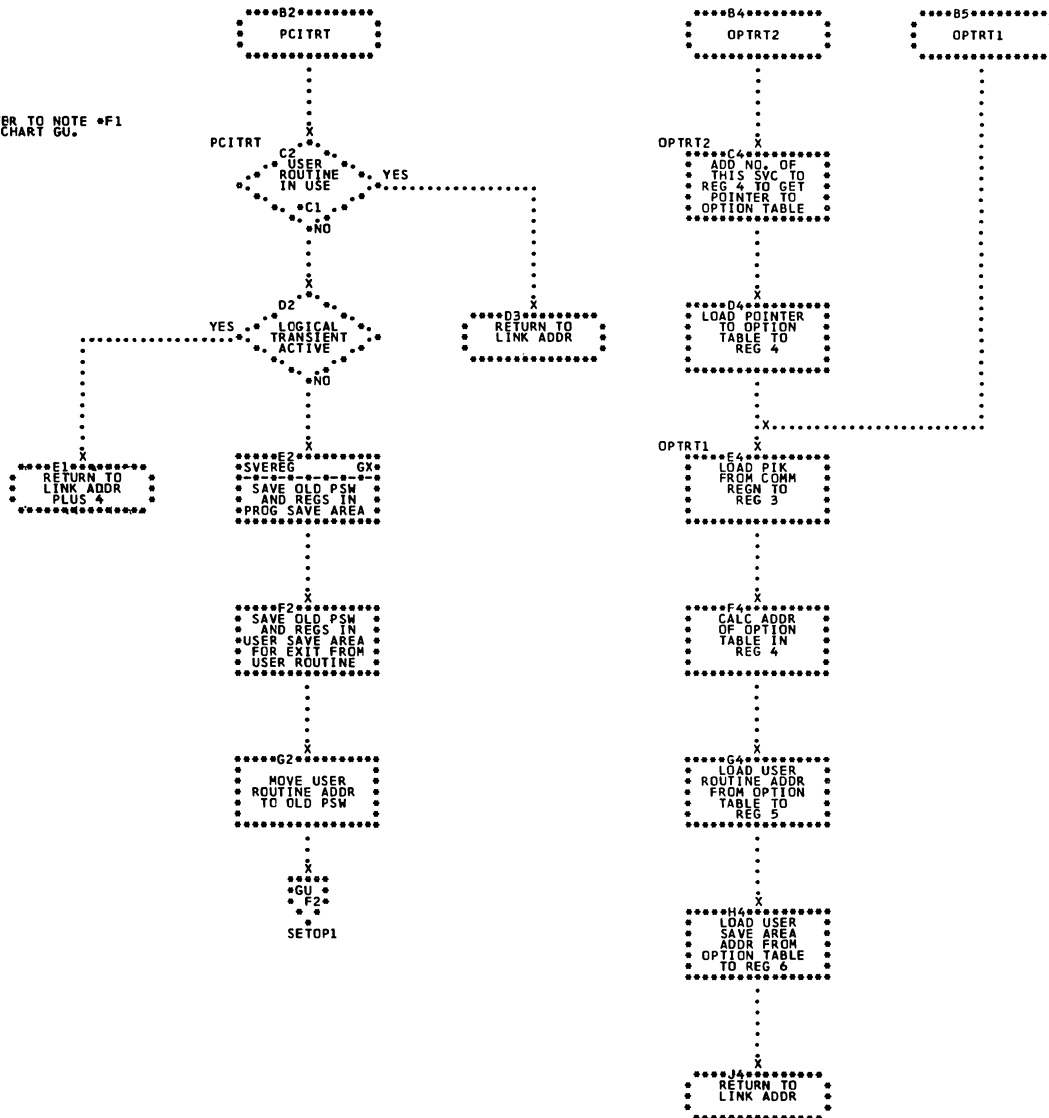 B2
PCITRT
B4
OPTRT2
B5
OPTRT1
ER TO NOTE *F1
CHART GU.
PCITRT
C2
USER
ROUTINE
IN USE
YES
*C1
NO
OPTRT2
C4
ADD NO. OF
THIS SVC TO
REG 4 TO GET
POINTER TO
OPTION TABLE
D2
LOGICAL
TRANSIENT
ACTIVE
YES
NO
D3
RETURN TO
LINK ADDR
D4
LOAD POINTER
TO OPTION
TABLE TO
REG 4
E1
RETURN TO
LINK ADDR
PLUS 4
E2
SVEREG GX
SAVE OLD PSW
AND REGS IN
PROG SAVE AREA
OPTRT1
E4
LOAD PIK
FROM COMM
REGN TO
REG 3
F2
SAVE OLD PSW
AND REGS IN
USER SAVE AREA
FOR EXIT FROM
USER ROUTINE
F4
CALC ADDR
OF OPTION
TABLE IN
REG 4
G2
MOVE USER
ROUTINE ADDR
TO OLD PSW
G4
LOAD USER
ROUTINE ADDR
FROM OPTION
TABLE TO
REG 5
GU
F2
SETOP1
H4
LOAD USER
SAVE AREA
ADDR FROM
OPTION TABLE
TO REG 6
J4
RETURN TO
LINK ADDR